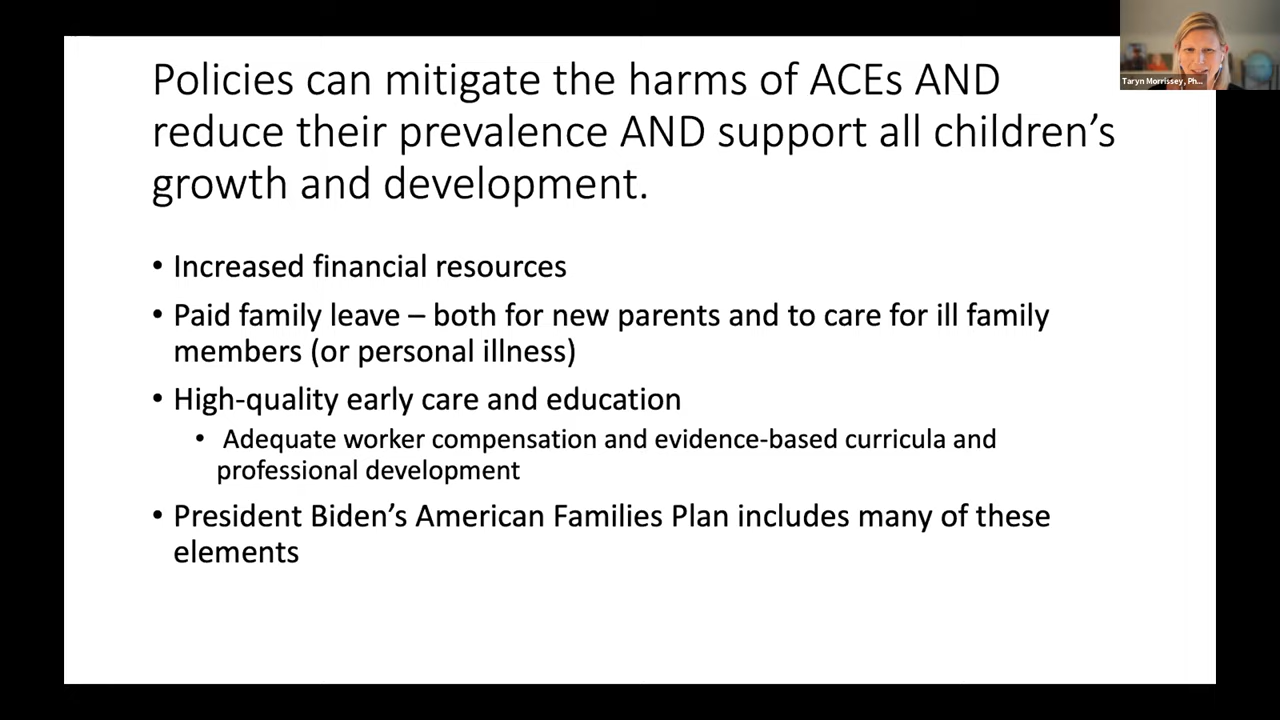 Policies can mitigate the harms of ACEs AND
reduce their prevalence AND support all children’s
growth and development.
• Increased financial resources
• Paid family leave – both for new parents and to care for ill family
members (or personal illness)
• High-quality early care and education
• Adequate worker compensation and evidence-based curricula and
professional development
• President Biden’s American Families Plan includes many of these
elements
Taryn Morrissey, Ph...